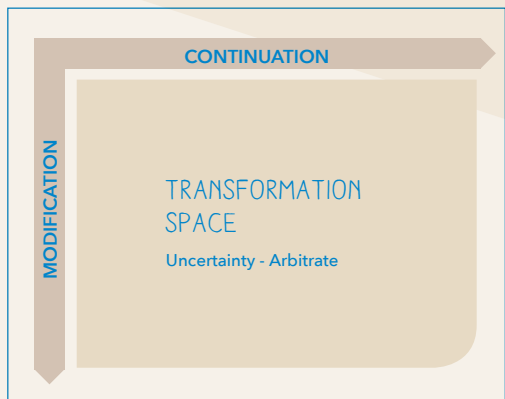 CONTINUATION
MODIFICATION
TRANSFORMATION
SPACE
Uncertainty - Arbitrate